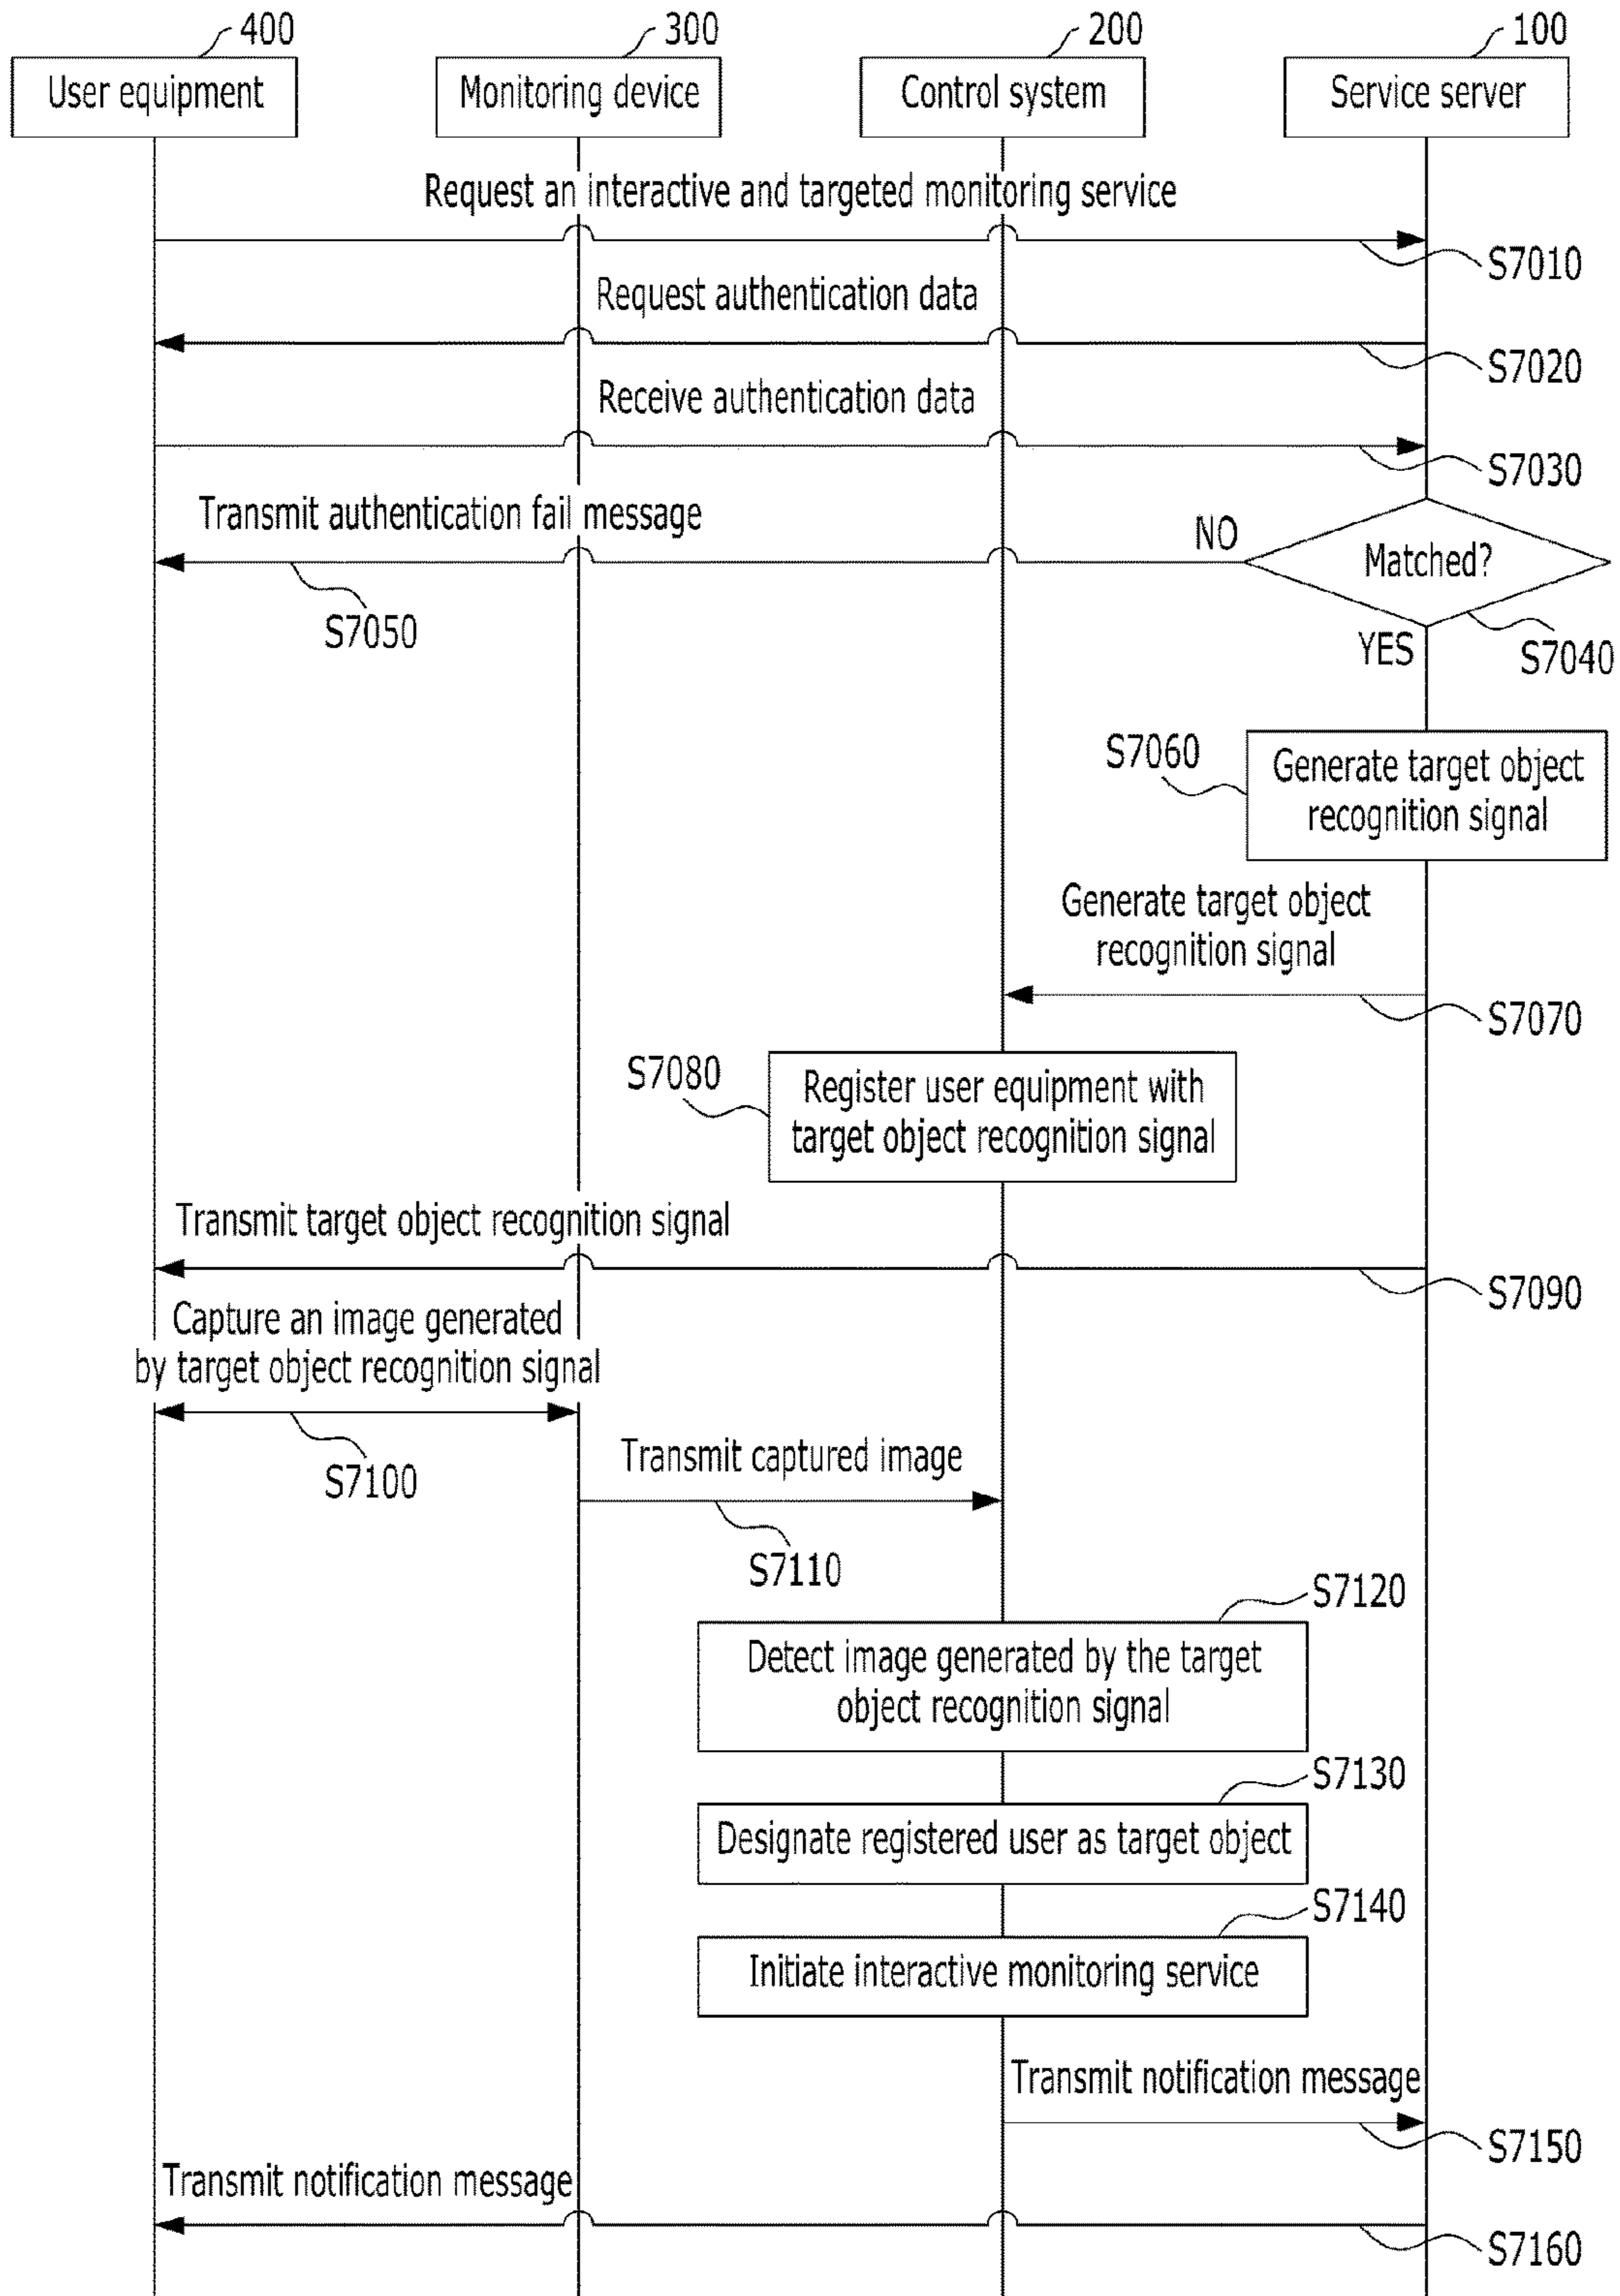 400
300
200
100
User equipment
Monitoring device
Control system
Service server
Request an interactive and targeted monitoring service
S7010
Request authentication data
S7020
Receive authentication data
S7030
Transmit authentication fail message
NO
Matched?
S7050
YES
S7040
S7060
Generate target object
recognition signal
Generate target object
recognition signal
S7070
S7080
Register user equipment with
target object recognition signal
Transmit target object recognition signal
S7090
Capture an image generated
by target object recognition signal
S7100
Transmit captured image
S7110
S7120
Detect image generated by the target
object recognition signal
S7130
Designate registered user as target object
S7140
Initiate interactive monitoring service
Transmit notification message
S7150
Transmit notification message
S7160